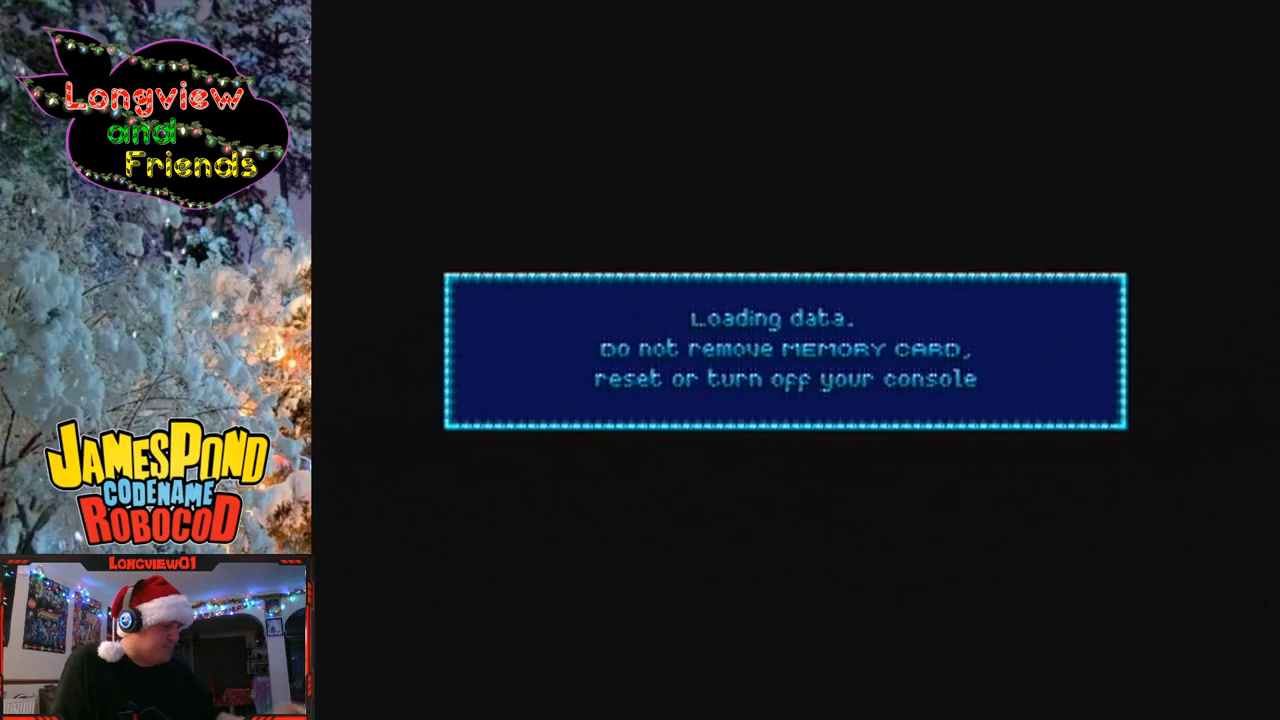 Longview
and
Friends
JAMES POND
CODENAME
ROBOCOD
LONGVIEW01
Loading data.
Do not remove MEMORY CARD,
reset or turn off your console